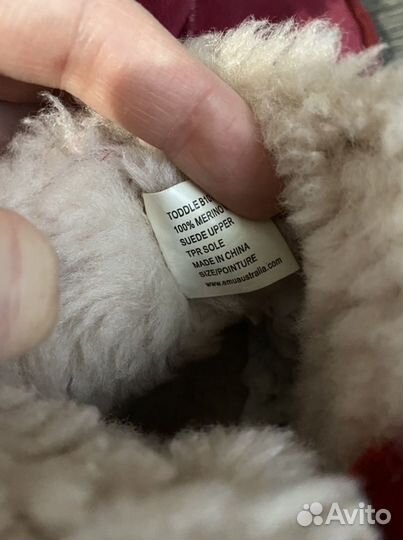 TODDLE
100% MERINO
SUEDE UPPER
TPR SOLE
MADE IN CHINA
SIZE/POINTURE
www.emuaustralia.com
Avito